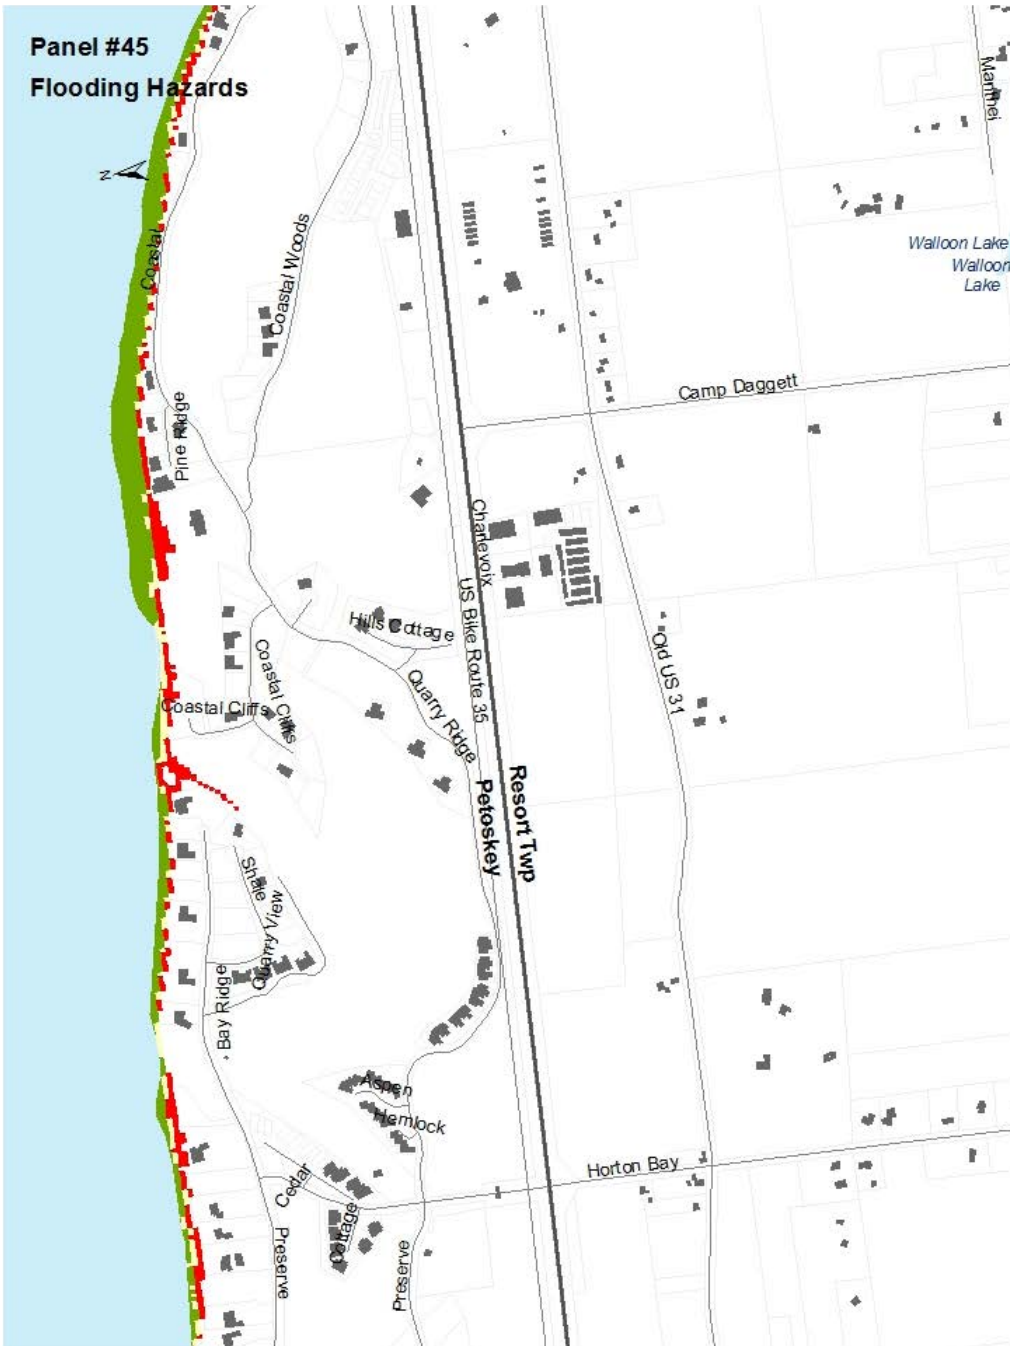 Panel #45
Flooding Hazards
Manthei
N
Coastal
Coastal Woods
Walloon Lake
Walloon
Lake
Camp Daggett
Pine Ridge
Charlevoix
US Bike Route 35
Hills Cottage
Old US 31
Coastal Cliffs
Coastal Cliffs
Quarry Ridge
Resort Twp
Petoskey
Shale
Quarry View
Bay Ridge
Aspen
Hemlock
Horton Bay
Cedar
Cottage
Preserve
Preserve